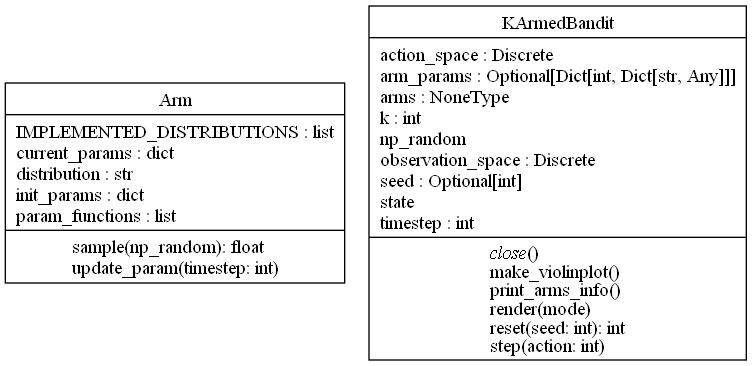 Arm
IMPLEMENTED_DISTRIBUTIONS : list
current_params : dict
distribution : str
init_params : dict
param_functions : list
sample(np_random): float
update_param(timestep: int)
KArmedBandit
action_space : Discrete
arm_params : Optional[Dict[int, Dict[str, Any]]]
arms : NoneType
k : int
np_random
observation_space : Discrete
seed : Optional[int]
state
timestep : int
close()
make_violinplot()
print_arms_info()
render(mode)
reset(seed: int): int
step(action: int)